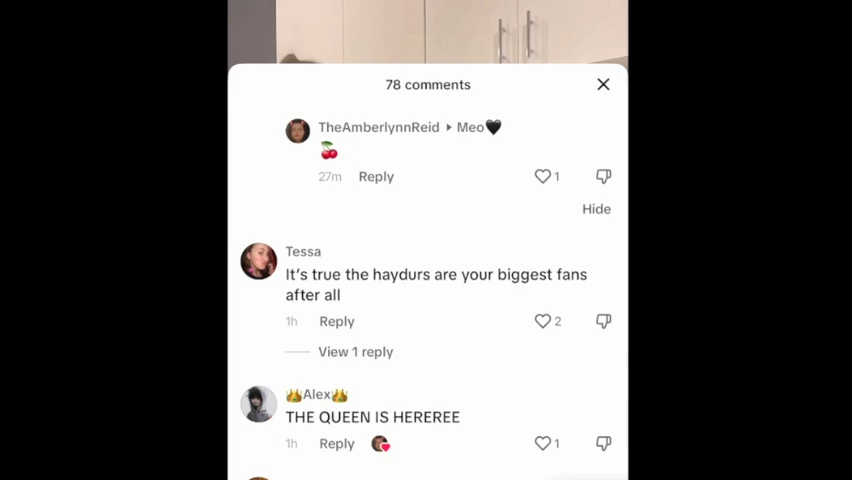 78 comments
TheAmberlynnReid ▸ Meo🖤
🍒
27m Reply 1
Hide
Tessa
It's true the haydurs are your biggest fans
after all
1h Reply 2
View 1 reply
👑Alex👑
THE QUEEN IS HEREREE
1h Reply 1